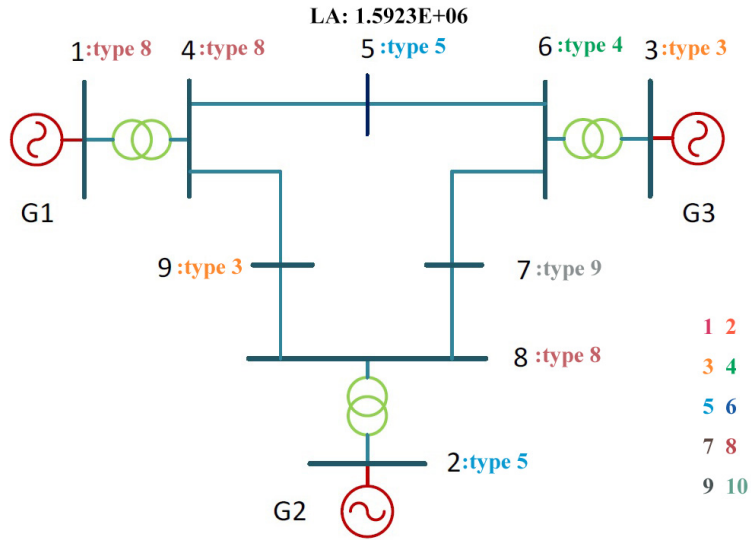 LA: 1.5923E+06
1 :type 8
4 :type 8
5 :type 5
6 :type 4
3 :type 3
G1
G3
9 :type 3
7 :type 9
8 :type 8
2 :type 5
G2
1 2
3 4
5 6
7 8
9 10